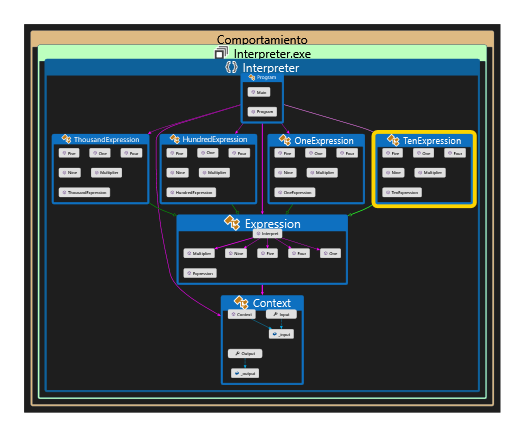 Comportamiento
Interpreter.exe
Interpreter
Program
Main
Program
ThousandExpression
HundredExpression
OneExpression
TenExpression
Five One Four
Five One Four
Five One Four
Five One Four
Nine Multiplier
Nine Multiplier
Nine Multiplier
Nine Multiplier
ThousandExpression
HundredExpression
OneExpression
TenExpression
Expression
Interpret
Multiplier Nine Five Four One
Expression
Context
Context Input
_input
Output
_output